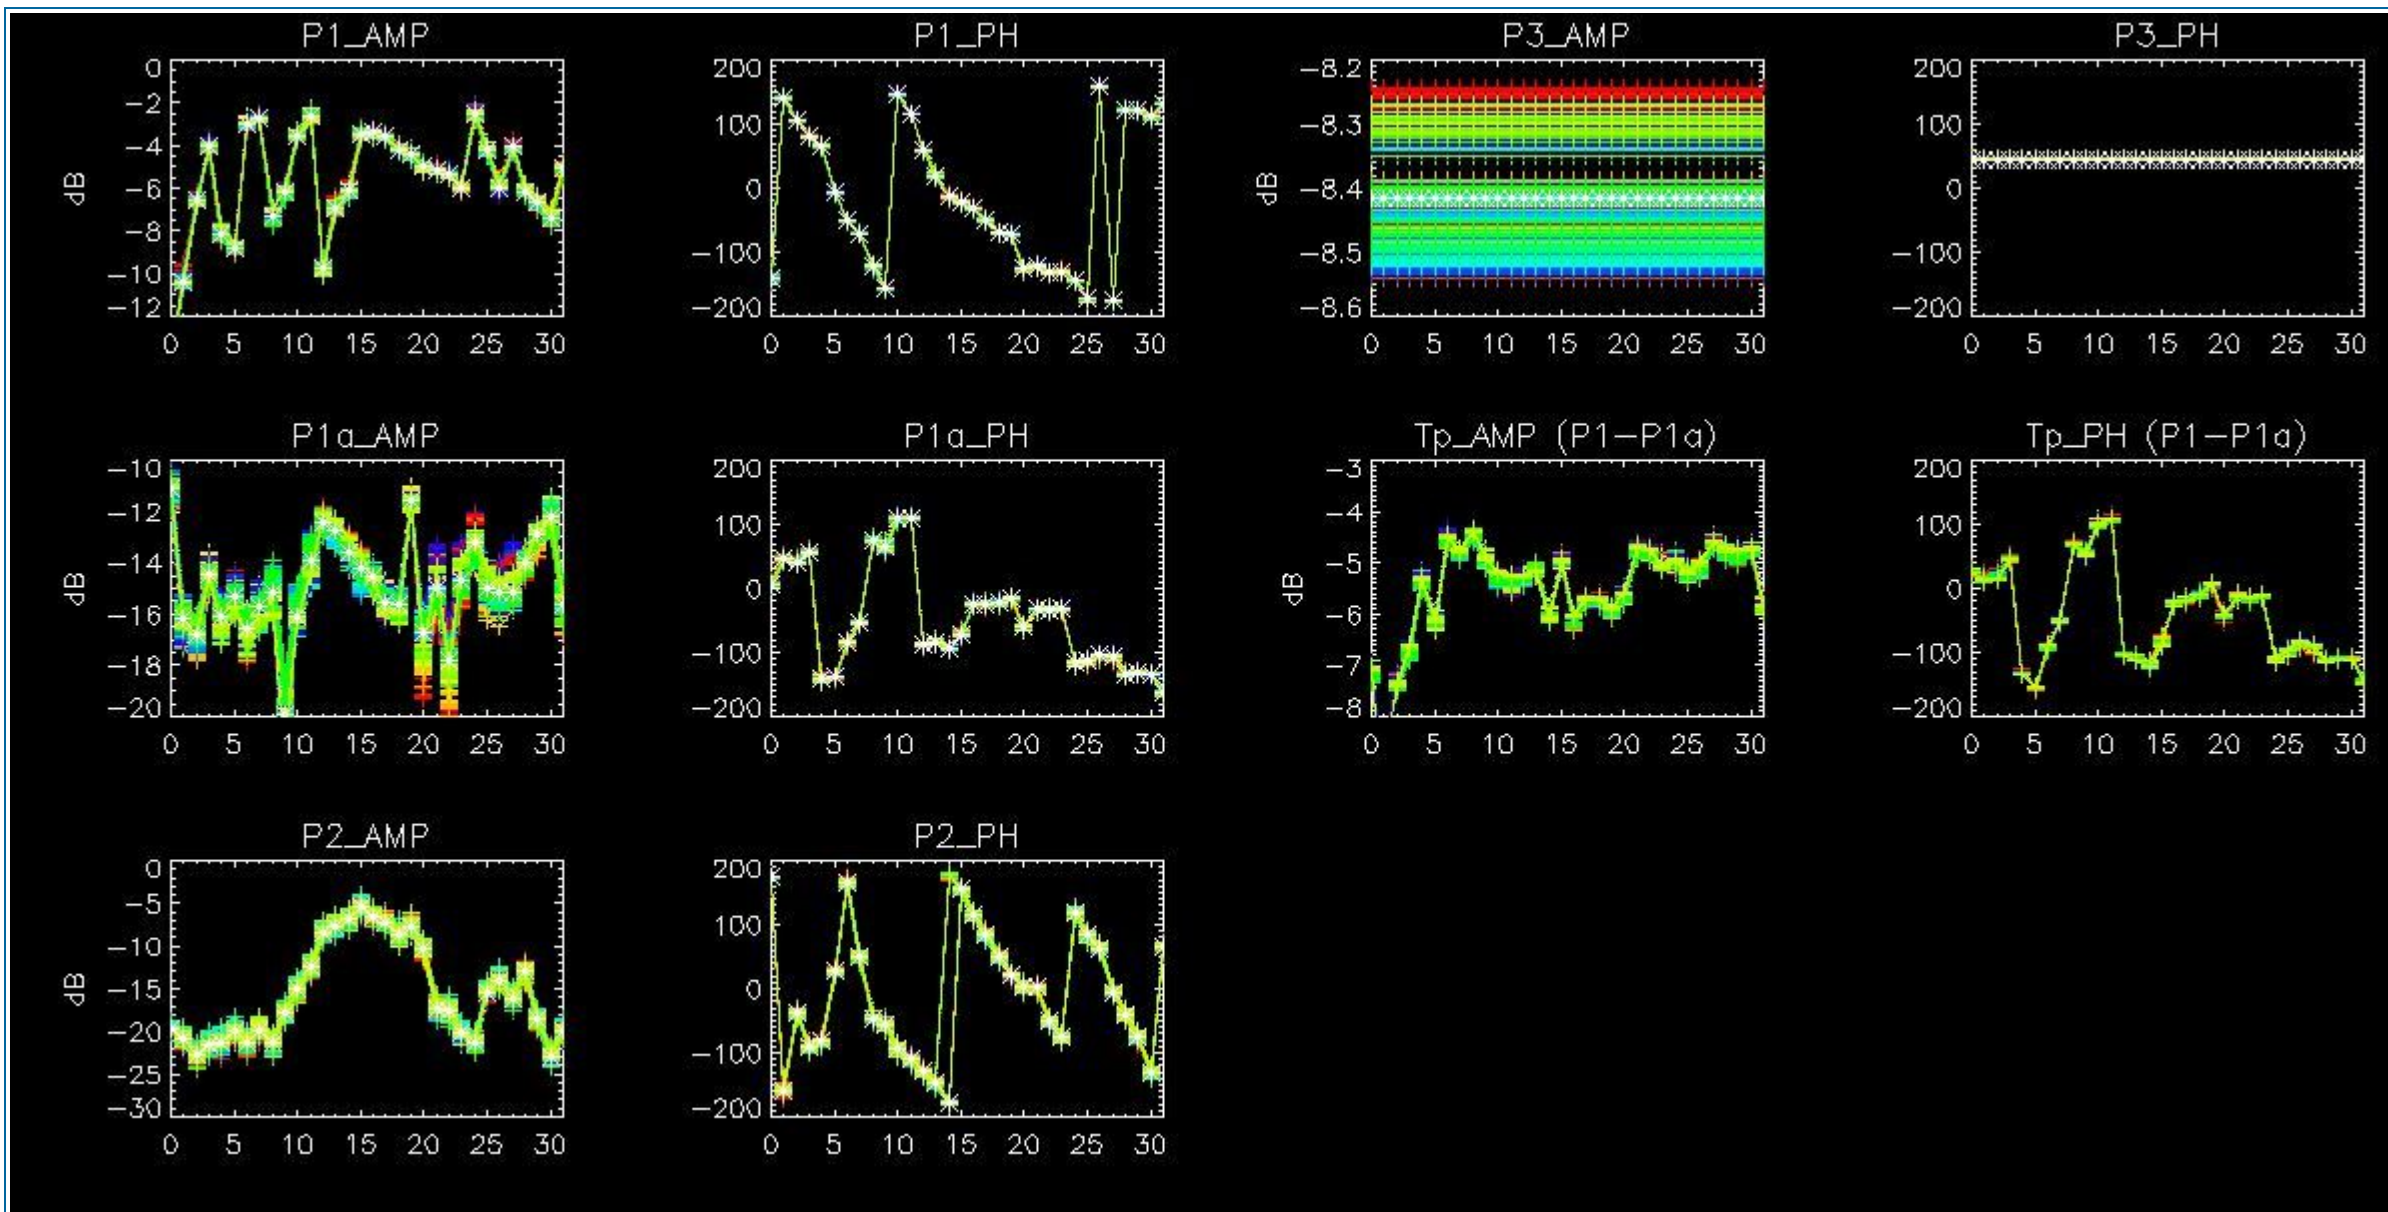 P1_AMP
0
−2
−4
−6
−8
−10
−12
dB
0 5 10 15 20 25 30
P1_PH
200
100
0
−100
−200
0 5 10 15 20 25 30
P3_AMP
−8.2
−8.3
−8.4
−8.5
−8.6
dB
0 5 10 15 20 25 30
P3_PH
200
100
0
−100
−200
0 5 10 15 20 25 30
P1a_AMP
−10
−12
−14
−16
−18
−20
dB
0 5 10 15 20 25 30
P1a_PH
200
100
0
−100
−200
0 5 10 15 20 25 30
Tp_AMP (P1−P1a)
−3
−4
−5
−6
−7
−8
dB
0 5 10 15 20 25 30
Tp_PH (P1−P1a)
200
100
0
−100
−200
0 5 10 15 20 25 30
P2_AMP
0
−5
−10
−15
−20
−25
−30
dB
0 5 10 15 20 25 30
P2_PH
200
100
0
−100
−200
0 5 10 15 20 25 30